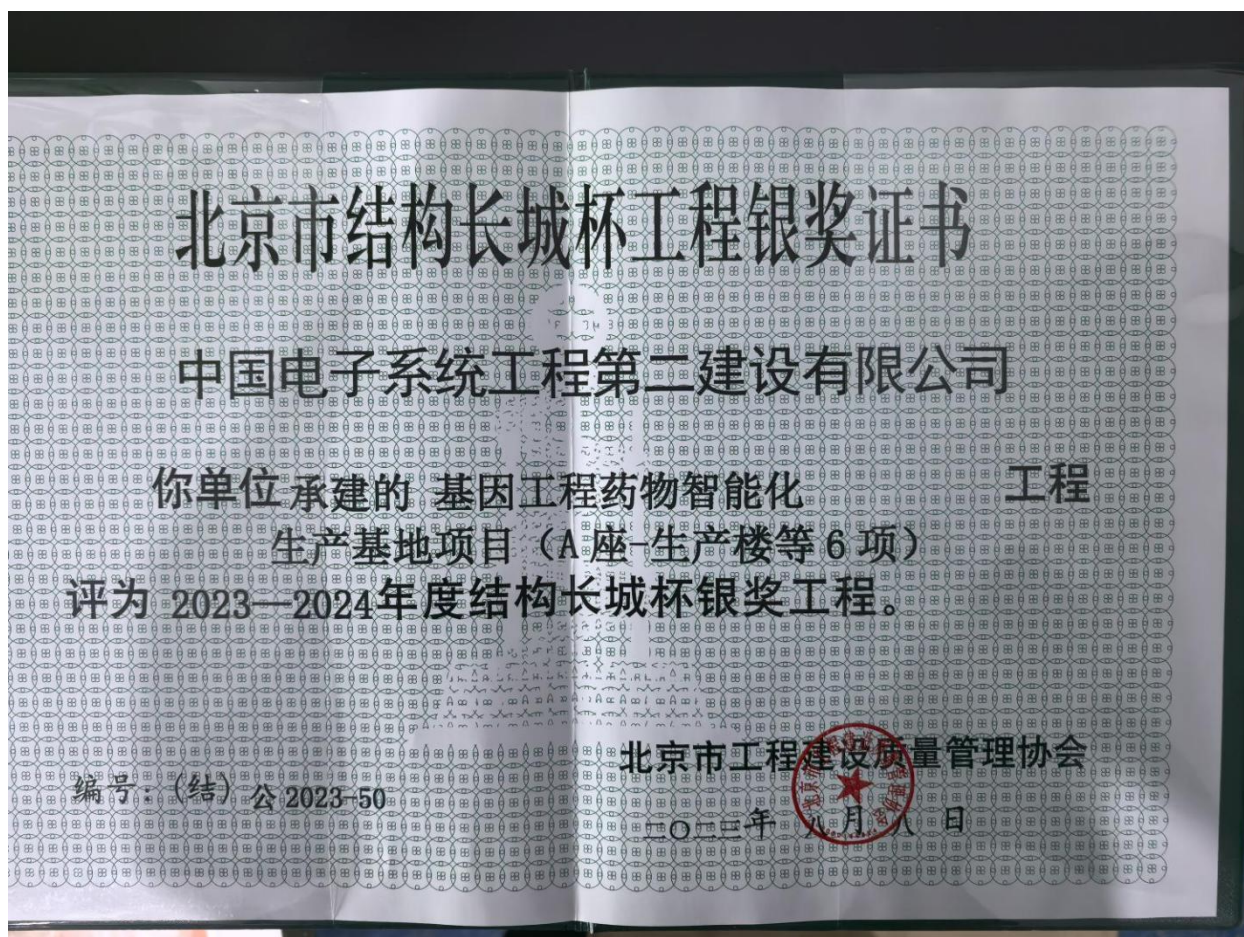 北京市结构长城杯工程银奖证书
中国电子系统工程第二建设有限公司
你单位承建的 基因工程药物智能化 工程
生产基地项目（A座-生产楼等6项）
评为 2023—2024年度结构长城杯银奖工程。
北京市工程建设质量管理协会
编号：（结）公 2023-50
二〇二三年 八月 八 日